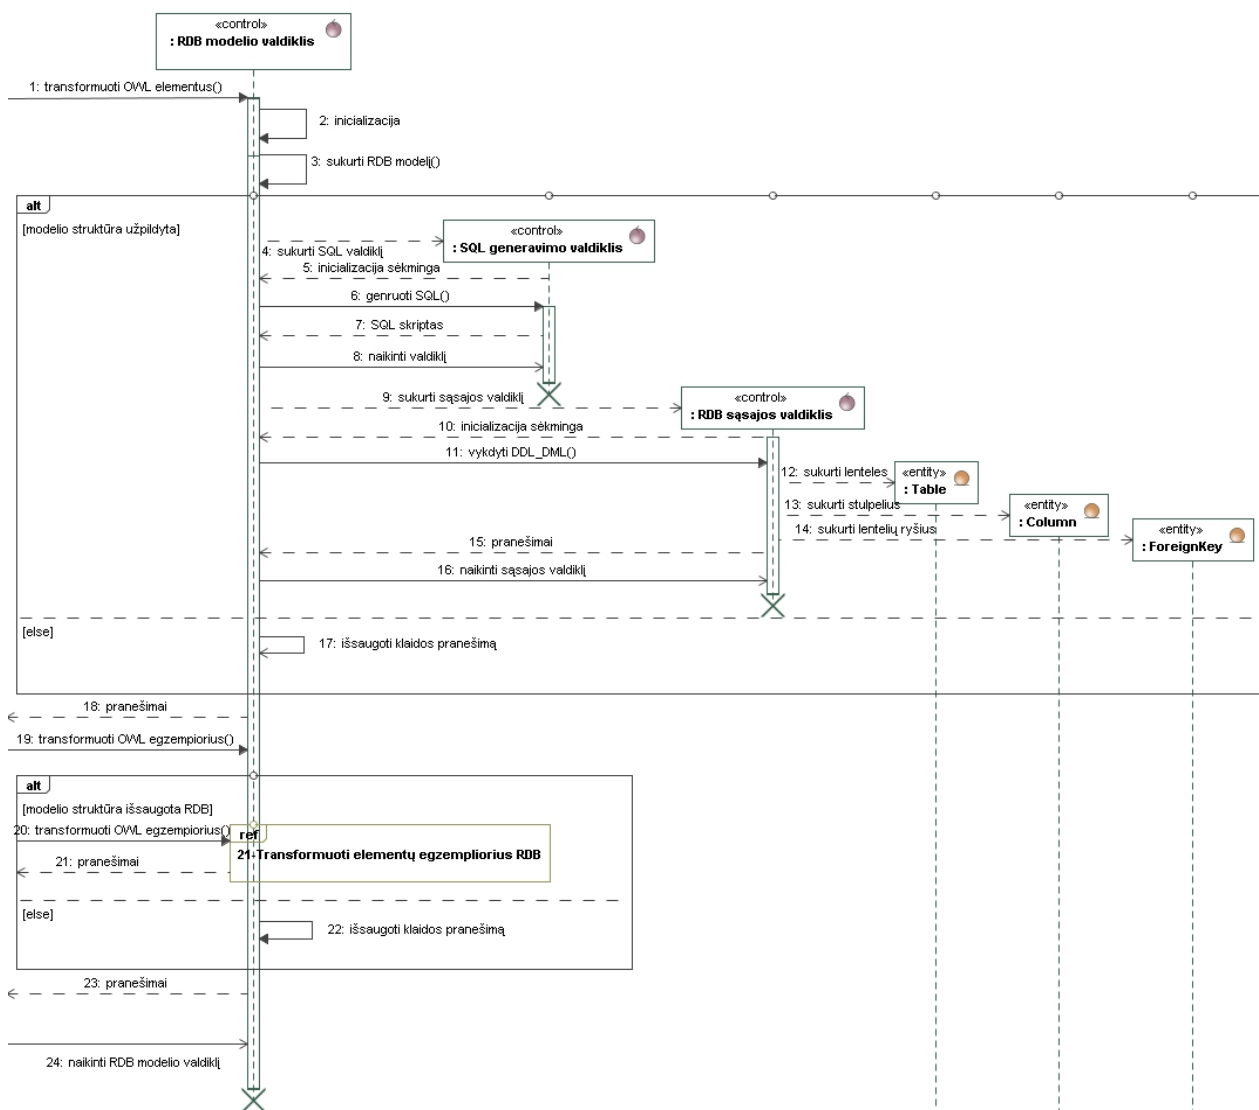 «control»
: RDB modelio valdiklis
1: transformuoti OWL elementus()
2: inicializacija
3: sukurti RDB modelį()
alt
[modelio struktūra užpildyta]
«control»
: SQL generavimo valdiklis
4: sukurti SQL valdiklį
5: inicializacija sėkminga
6: genruoti SQL()
7: SQL skriptas
8: naikinti valdiklį
«control»
: RDB sąsajos valdiklis
9: sukurti sąsajos valdiklį
10: inicializacija sėkminga
11: vykdyti DDL_DML()
12: sukurti lenteles
«entity»
: Table
13: sukurti stulpelius
«entity»
: Column
14: sukurti lentelių ryšius
«entity»
: ForeignKey
15: pranešimai
16: naikinti sąsajos valdiklį
[else]
17: išsaugoti klaidos pranešimą
18: pranešimai
19: transformuoti OWL egzempiorius()
alt
[modelio struktūra išsaugota RDB]
20: transformuoti OWL egzempiorius()
ref
21-Transformuoti elementų egzempliorius RDB
21: pranešimai
[else]
22: išsaugoti klaidos pranešimą
23: pranešimai
24: naikinti RDB modelio valdiklį